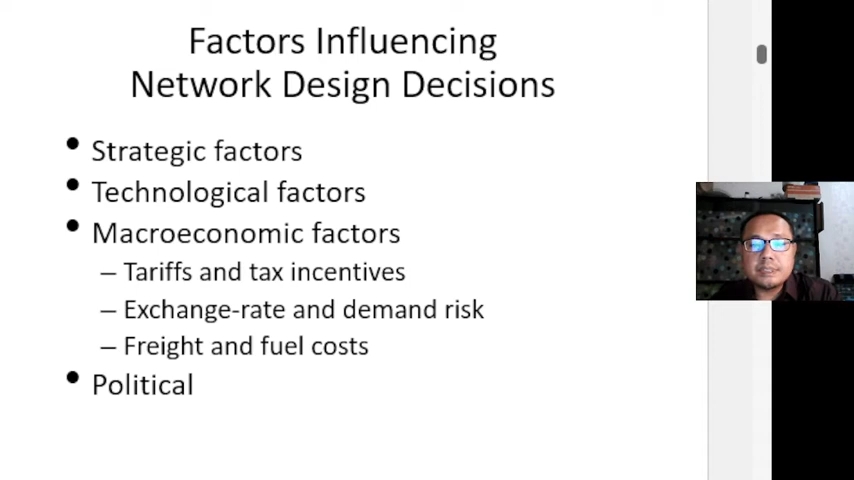 Factors Influencing
Network Design Decisions
• Strategic factors
• Technological factors
• Macroeconomic factors
– Tariffs and tax incentives
– Exchange-rate and demand risk
– Freight and fuel costs
• Political